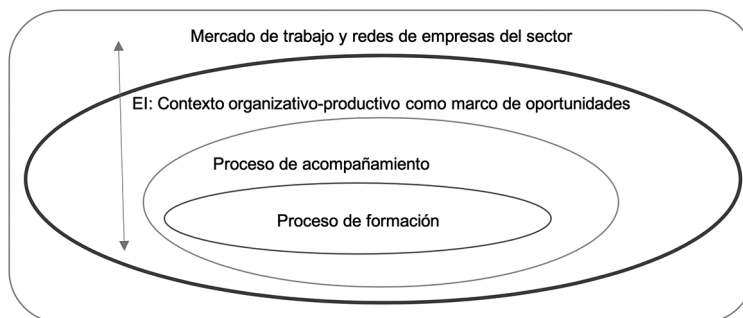 Mercado de trabajo y redes de empresas del sector
EI: Contexto organizativo-productivo como marco de oportunidades
Proceso de acompañamiento
Proceso de formación